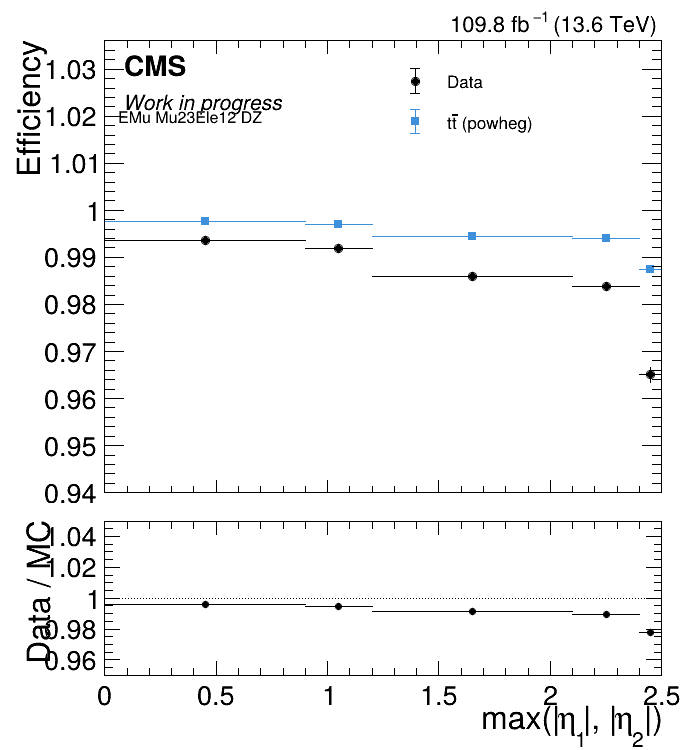 109.8 fb⁻¹ (13.6 TeV)
CMS
Work in progress
EMu Mu23Ele12 DZ
Data
tt̄ (powheg)
Efficiency
1.03
1.02
1.01
1
0.99
0.98
0.97
0.96
0.95
0.94
Data / MC
1.04
1.02
1
0.98
0.96
0 0.5 1 1.5 2 2.5
max(|η₁|, |η₂|)